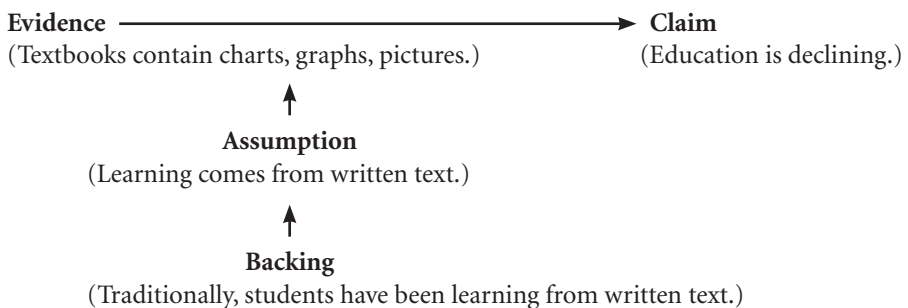 Evidence Claim
(Textbooks contain charts, graphs, pictures.) (Education is declining.)
Assumption
(Learning comes from written text.)
Backing
(Traditionally, students have been learning from written text.)